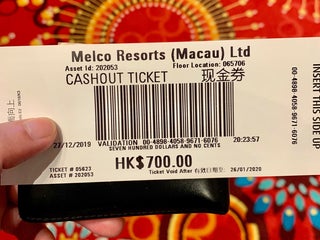 Melco Resorts (Macau) Ltd
Asset Id: 202053 Floor Location: 065706
CASHOUT TICKET 现金券
27/12/2019 VALIDATION 00-4898-4058-9671-6076 20:23:57
SEVEN HUNDRED DOLLARS AND NO CENTS
HK$700.00
TICKET # 05623 Ticket Void After 有效日期至: 26/01/2020
ASSET # 202053
00-4898-4058-9671-6076
INSERT THIS SIDE UP